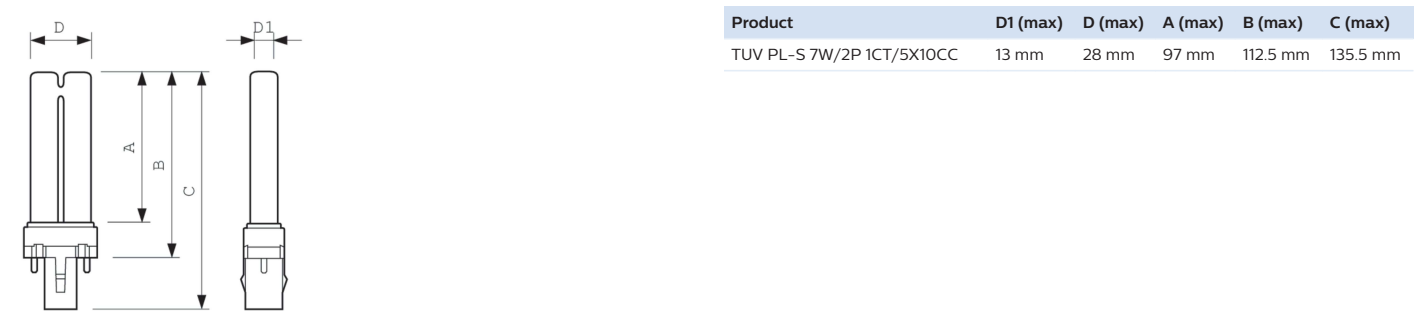 D
D1
A
B
C
Product D1 (max) D (max) A (max) B (max) C (max)
TUV PL-S 7W/2P 1CT/5X10CC 13 mm 28 mm 97 mm 112.5 mm 135.5 mm